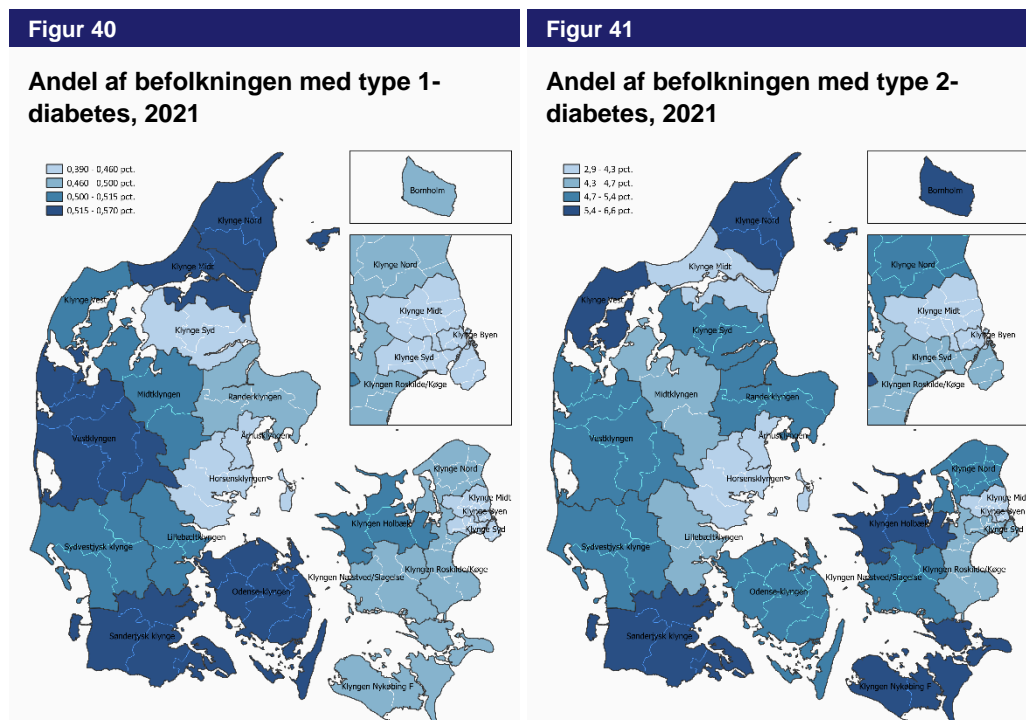 Figur 40
Andel af befolkningen med type 1-
diabetes, 2021
0,390 - 0,460 pct.
0,460 - 0,500 pct.
0,500 - 0,515 pct.
0,515 - 0,570 pct.
Bornholm
Klynge Nord
Klynge Midt
Klynge Vest
Klynge Syd
Midtklyngen
Randersklyngen
Vestklyngen
Århusklyngen
Horsensklyngen
Sydvestjysk klynge
Lillebæltklyngen
Odense-klyngen
Sønderjysk klynge
Klynge Nord
Klynge Midt
Klynge Byen
Klynge Syd
Klyngen Roskilde/Køge
Klynge Nord
Klynge Midt
Klynge Byen
Klynge Syd
Klyngen Holbæk
Klyngen Roskilde/Køge
Klyngen Næstved/Slagelse
Klyngen Nykøbing F
Figur 41
Andel af befolkningen med type 2-
diabetes, 2021
2,9 - 4,3 pct.
4,3 - 4,7 pct.
4,7 - 5,4 pct.
5,4 - 6,6 pct.
Bornholm
Klynge Nord
Klynge Midt
Klynge Vest
Klynge Syd
Midtklyngen
Randersklyngen
Vestklyngen
Århusklyngen
Horsensklyngen
Sydvestjysk klynge
Lillebæltklyngen
Odense-klyngen
Sønderjysk klynge
Klynge Nord
Klynge Midt
Klynge Byen
Klynge Syd
Klyngen Roskilde/Køge
Klynge Nord
Klynge Midt
Klynge Byen
Klynge Syd
Klyngen Holbæk
Klyngen Roskilde/Køge
Klyngen Næstved/Slagelse
Klyngen Nykøbing F